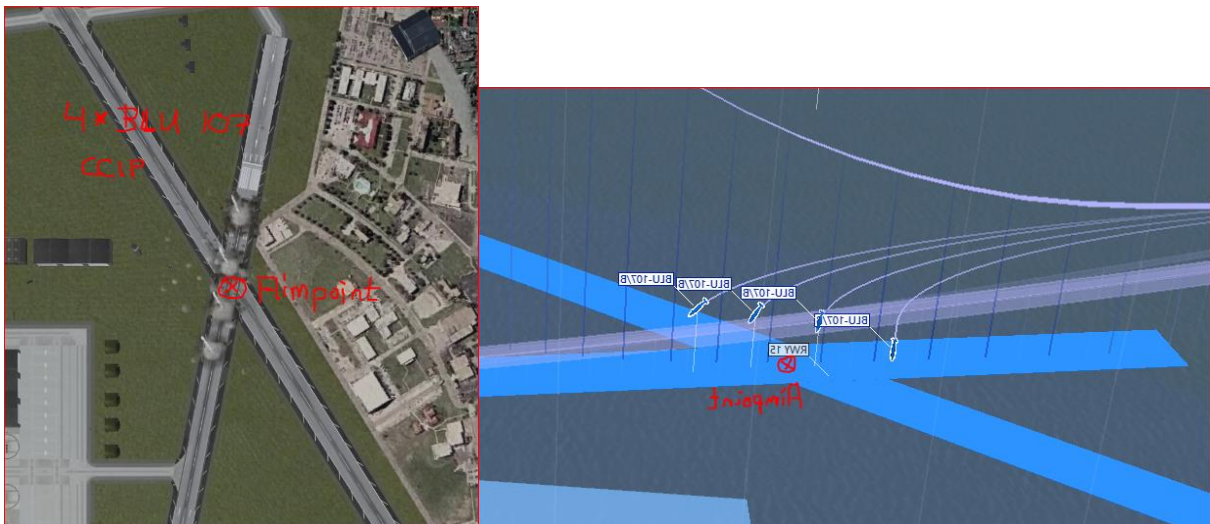 4 x BLU 107
CCIP
Aimpoint
BLU-107/B
BLU-107/B
BLU-107/B
BLU-107/B
RWY 15
Aimpoint